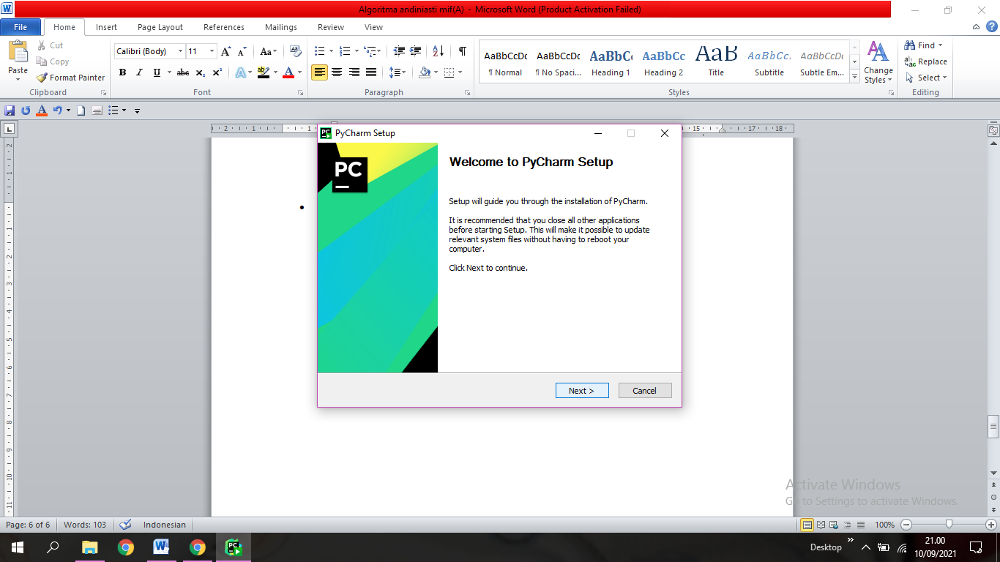 Algoritma andiniasti mif(A) - Microsoft Word (Product Activation Failed)
File Home Insert Page Layout References Mailings Review View
Paste
Cut
Copy
Format Painter
Clipboard
Calibri (Body) 11
Font
Paragraph
AaBbCcDc AaBbCcDc AaBbCc AaBbCc AaB AaBbCc. AaBbCcDc
¶ Normal ¶ No Spaci... Heading 1 Heading 2 Title Subtitle Subtle Em...
Styles
Change
Styles
Find
Replace
Select
Editing
PyCharm Setup
PC
Welcome to PyCharm Setup
Setup will guide you through the installation of PyCharm.
It is recommended that you close all other applications
before starting Setup. This will make it possible to update
relevant system files without having to reboot your
computer.
Click Next to continue.
Next > Cancel
Activate Windows
Go to Settings to activate Windows.
Page: 6 of 6 Words: 103 Indonesian 100%
Desktop
21.00
10/09/2021